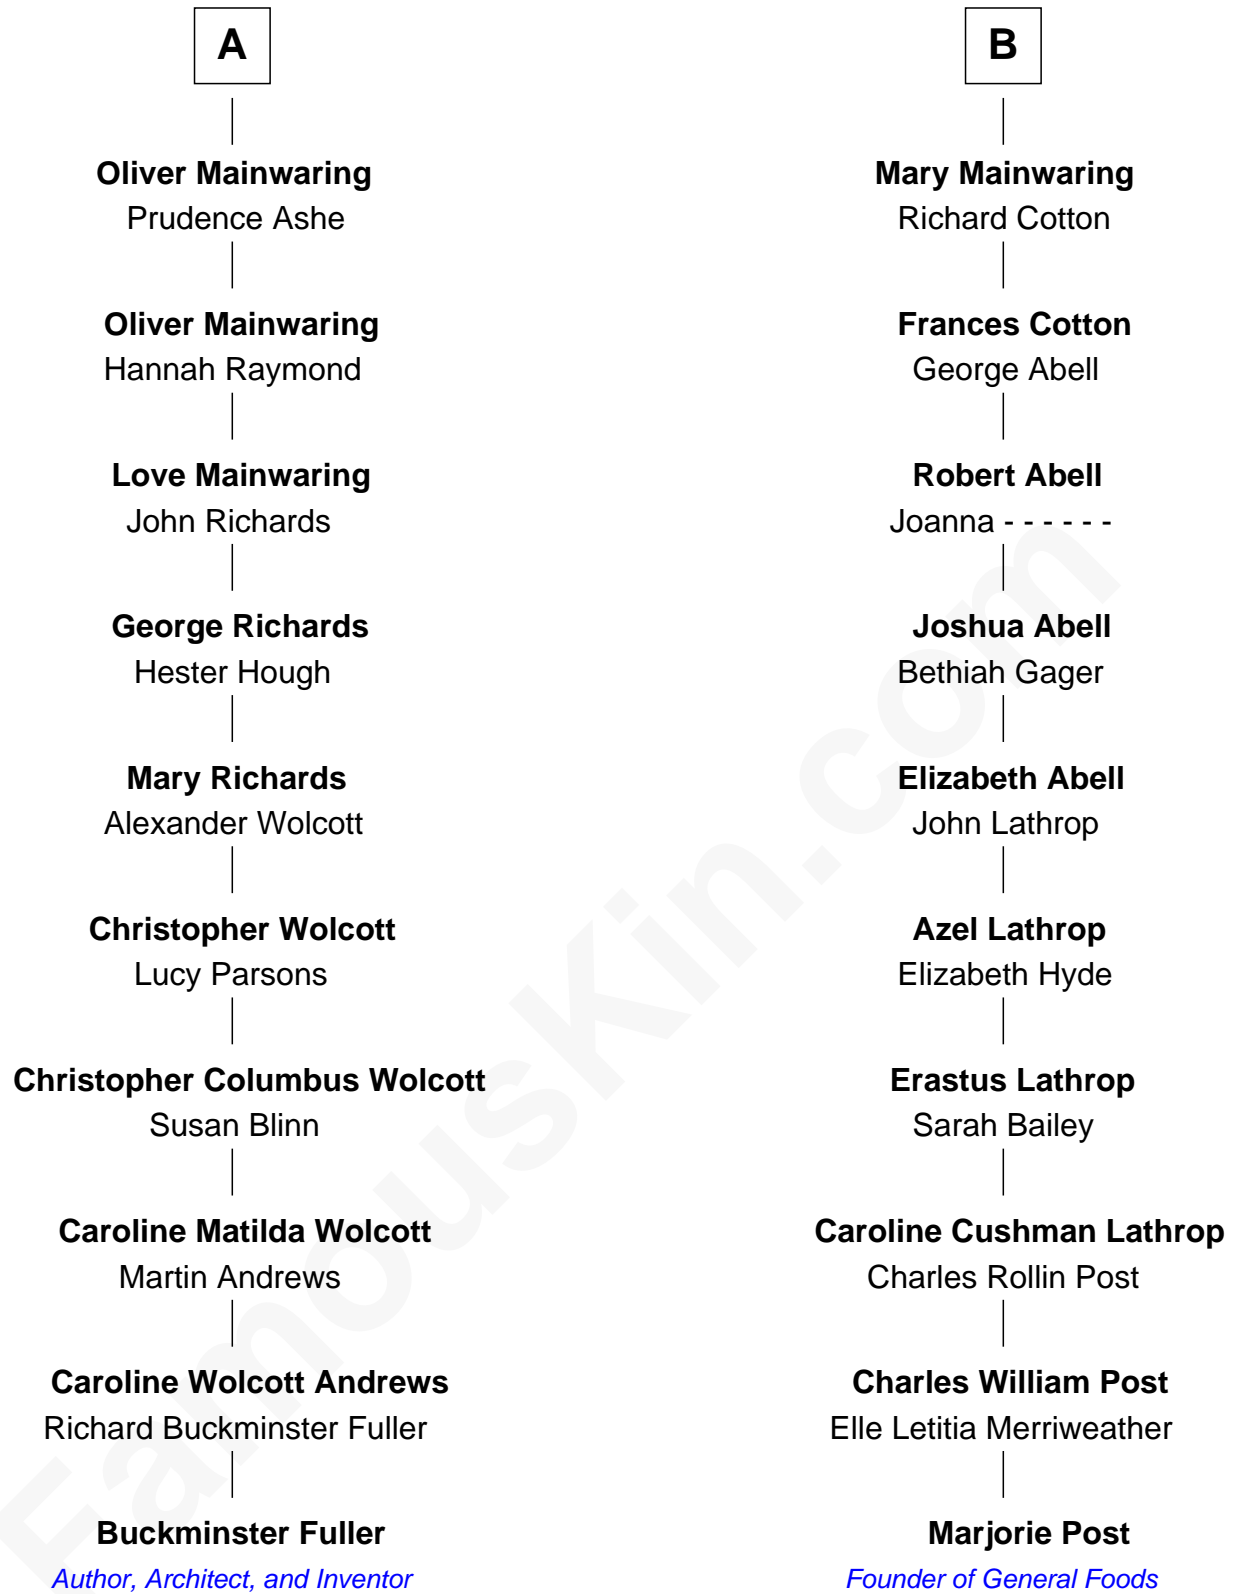 A
B
Oliver Mainwaring
Prudence Ashe
Mary Mainwaring
Richard Cotton
Oliver Mainwaring
Hannah Raymond
Frances Cotton
George Abell
Love Mainwaring
John Richards
Robert Abell
Joanna - - - - - -
George Richards
Hester Hough
Joshua Abell
Bethiah Gager
Mary Richards
Alexander Wolcott
Elizabeth Abell
John Lathrop
Christopher Wolcott
Lucy Parsons
Azel Lathrop
Elizabeth Hyde
Christopher Columbus Wolcott
Susan Blinn
Erastus Lathrop
Sarah Bailey
Caroline Matilda Wolcott
Martin Andrews
Caroline Cushman Lathrop
Charles Rollin Post
Caroline Wolcott Andrews
Richard Buckminster Fuller
Charles William Post
Elle Letitia Merriweather
Buckminster Fuller
Author, Architect, and Inventor
Marjorie Post
Founder of General Foods
FamousKin.com